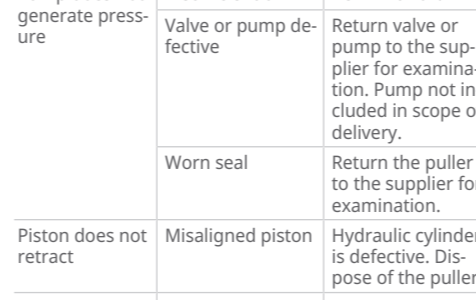 generate press-
ure
Valve or pump de-
fective
Return valve or
pump to the sup-
plier for examina-
tion. Pump not in
cluded in scope o
delivery.
Worn seal
Return the puller
to the supplier fo
examination.
Piston does not
retract
Misaligned piston
Hydraulic cylinde
is defective. Dis-
pose of the puller